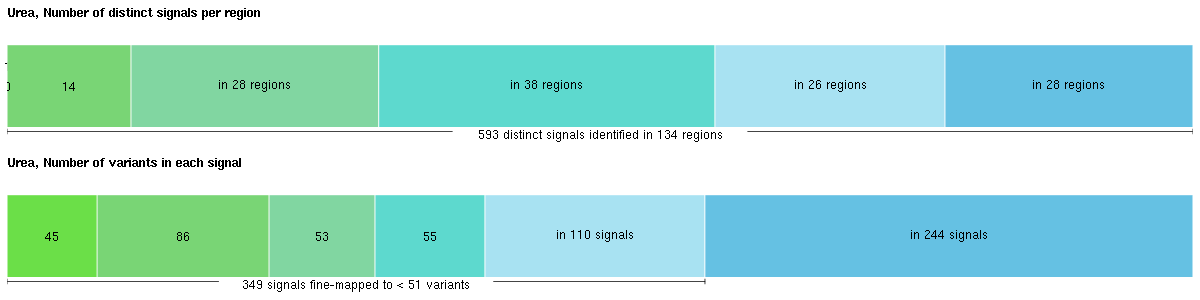 Urea, Number of distinct signals per region
0 14 in 28 regions in 38 regions in 26 regions in 28 regions
593 distinct signals identified in 134 regions
Urea, Number of variants in each signal
45 86 53 55 in 110 signals in 244 signals
349 signals fine-mapped to < 51 variants